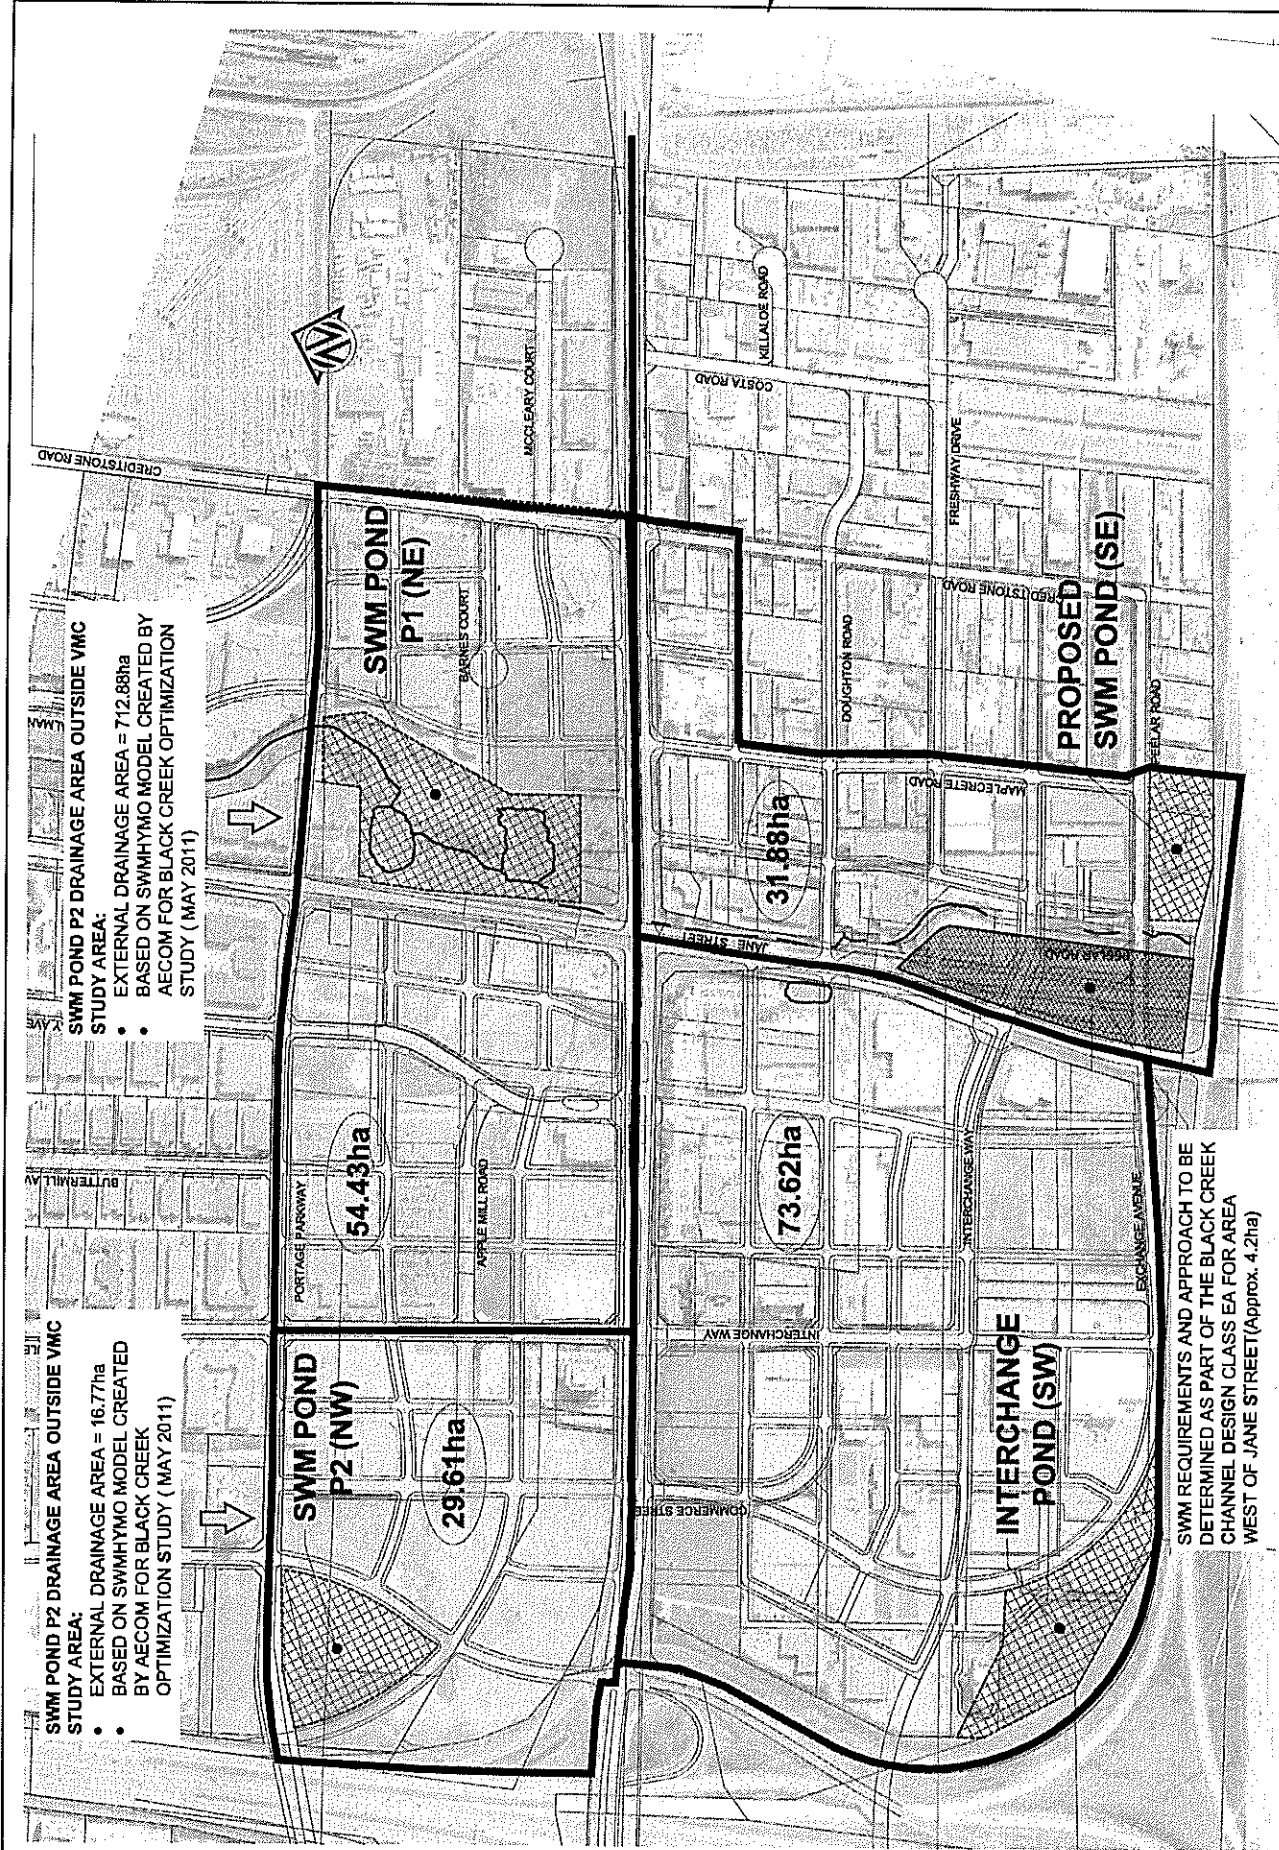 SWM POND P2 DRAINAGE AREA OUTSIDE VMC
STUDY AREA:
• EXTERNAL DRAINAGE AREA = 16.77ha
• BASED ON SWMHYMO MODEL CREATED
BY AECOM FOR BLACK CREEK
OPTIMIZATION STUDY ( MAY 2011)
SWM POND P2 DRAINAGE AREA OUTSIDE VMC
STUDY AREA:
• EXTERNAL DRAINAGE AREA = 712.88ha
• BASED ON SWMHYMO MODEL CREATED BY
AECOM FOR BLACK CREEK OPTIMIZATION
STUDY ( MAY 2011)
CREDITSTONE ROAD
N
SWM POND
P2 (NW)
29.61ha
PORTAGE PARKWAY
54.43ha
APPLE MILL ROAD
SWM POND
P1 (NE)
BARNES COURT
MCCLEARY COURT
COMMERCE STREET
INTERCHANGE WAY
73.62ha
JANE STREET
31.88ha
COSTA ROAD
KILLALOE ROAD
DOUGHTON ROAD
MAPLECRETE ROAD
FRESHWAY DRIVE
INTERCHANGE WAY
INTERCHANGE
POND (SW)
EXCHANGE AVENUE
PEELAR ROAD
PROPOSED
SWM POND (SE)
PEELAR ROAD
SWM REQUIREMENTS AND APPROACH TO BE
DETERMINED AS PART OF THE BLACK CREEK
CHANNEL DESIGN CLASS EA FOR AREA
WEST OF JANE STREET(Approx. 4.2ha)